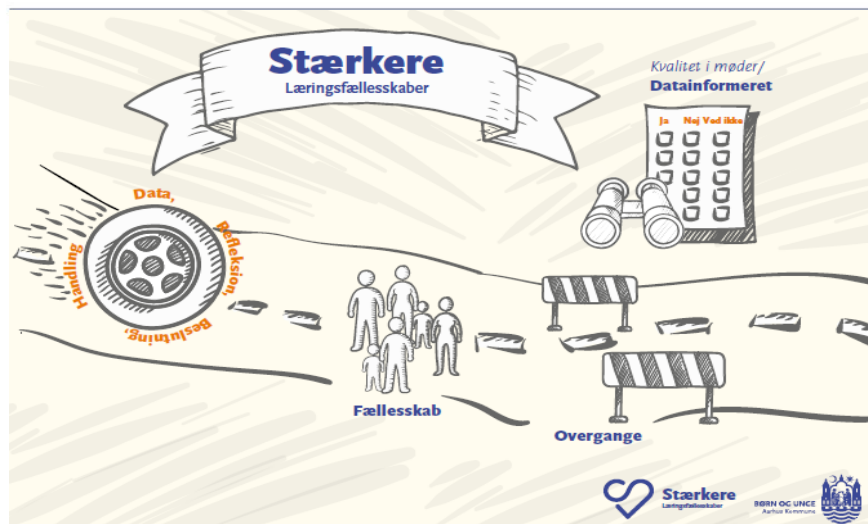 Stærkere
Læringsfællesskaber
Kvalitet i møder/
Datainformeret
Ja Nej Ved ikke
Data,
Refleksion,
Beslutning,
Handling
Fællesskab
Overgange
Stærkere
Læringsfællesskaber
BØRN OG UNGE
Aarhus Kommune